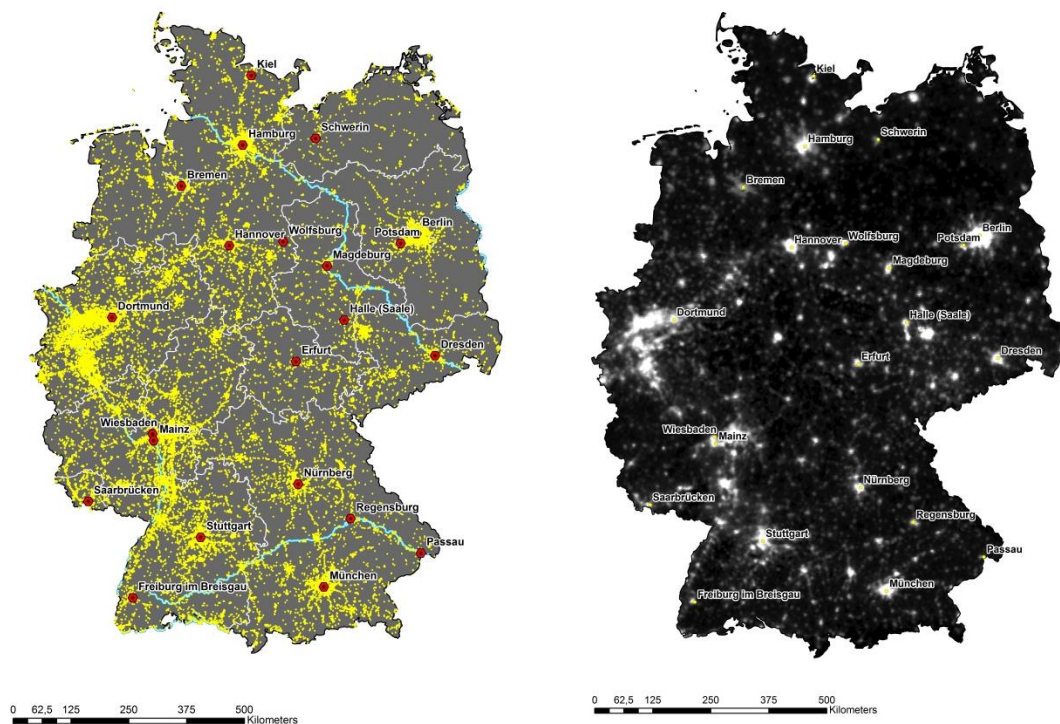 Kiel
Hamburg
Schwerin
Bremen
Hannover
Wolfsburg
Potsdam
Berlin
Magdeburg
Dortmund
Halle (Saale)
Erfurt
Dresden
Wiesbaden
Mainz
Saarbrücken
Nürnberg
Regensburg
Stuttgart
Passau
Freiburg im Breisgau
München
0 62,5 125 250 375 500
Kilometers
Kiel
Hamburg
Schwerin
Bremen
Hannover
Wolfsburg
Potsdam
Berlin
Magdeburg
Dortmund
Halle (Saale)
Erfurt
Dresden
Wiesbaden
Mainz
Saarbrücken
Nürnberg
Regensburg
Stuttgart
Passau
Freiburg im Breisgau
München
0 62,5 125 250 375 500
Kilometers